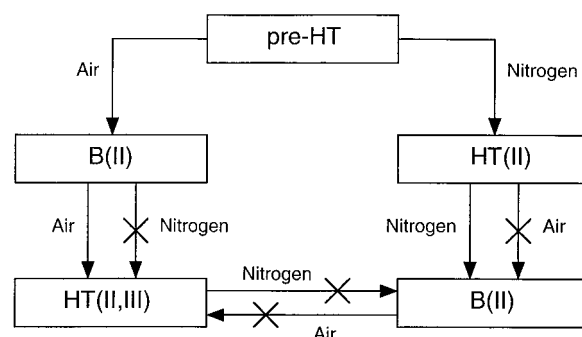 pre-HT
Air
Nitrogen
B(II)
HT(II)
Air
Nitrogen
Nitrogen
Air
HT(II,III)
Nitrogen
B(II)
Air